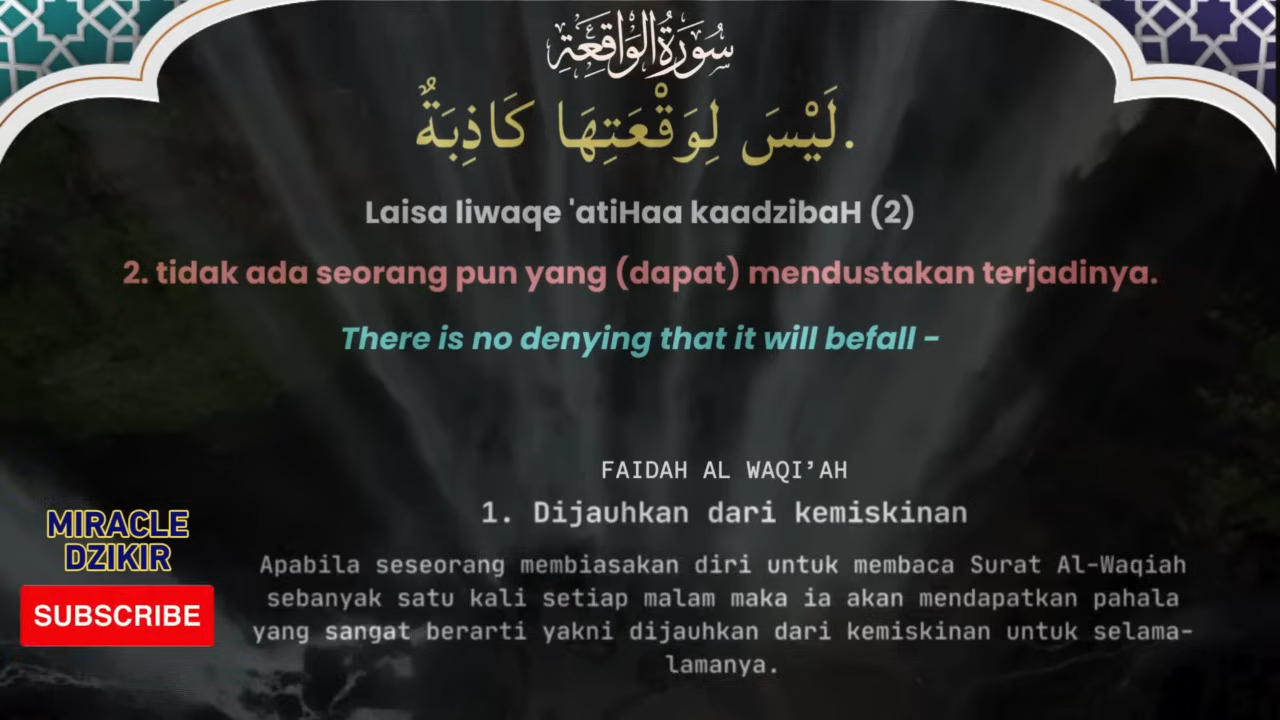 سُورَةُ الْوَاقِعَةِ
لَيْسَ لِوَقْعَتِهَا كَاذِبَةٌ.
Laisa liwaqe 'atiHaa kaadzibaH (2)
2. tidak ada seorang pun yang (dapat) mendustakan terjadinya.
There is no denying that it will befall -
FAIDAH AL WAQI’AH
1. Dijauhkan dari kemiskinan
Apabila seseorang membiasakan diri untuk membaca Surat Al-Waqiah
sebanyak satu kali setiap malam maka ia akan mendapatkan pahala
yang sangat berarti yakni dijauhkan dari kemiskinan untuk selama-
lamanya.
MIRACLE
DZIKIR
SUBSCRIBE